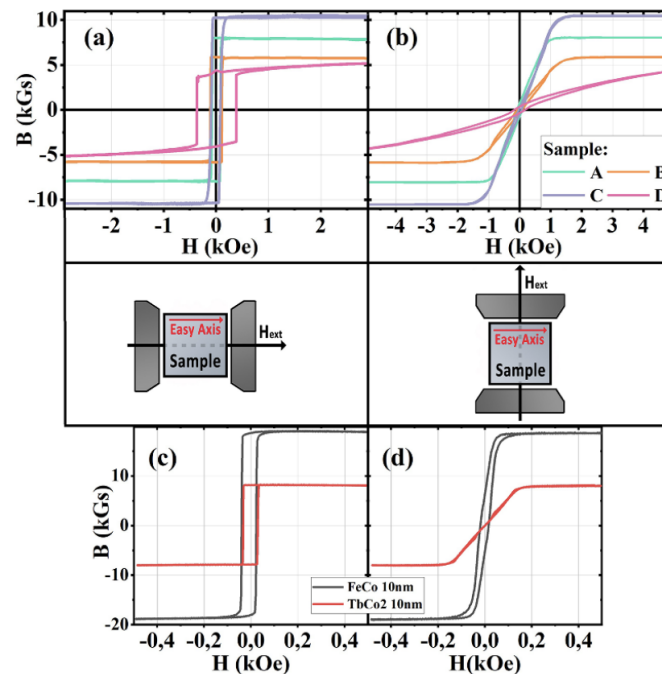 (a)
(b)
B (kGs)
10
5
0
-5
-10
-2
-1
0
1
2
H (kOe)
-4
-3
-2
-1
0
1
2
3
4
H (kOe)
Sample:
A
B
C
D
Easy Axis
Sample
Hext
Hext
Easy Axis
Sample
(c)
(d)
B (kGs)
10
0
-10
-20
FeCo 10nm
TbCo2 10nm
-0,4
-0,2
0,0
0,2
0,4
H (kOe)
-0,4
-0,2
0,0
0,2
0,4
H(kOe)